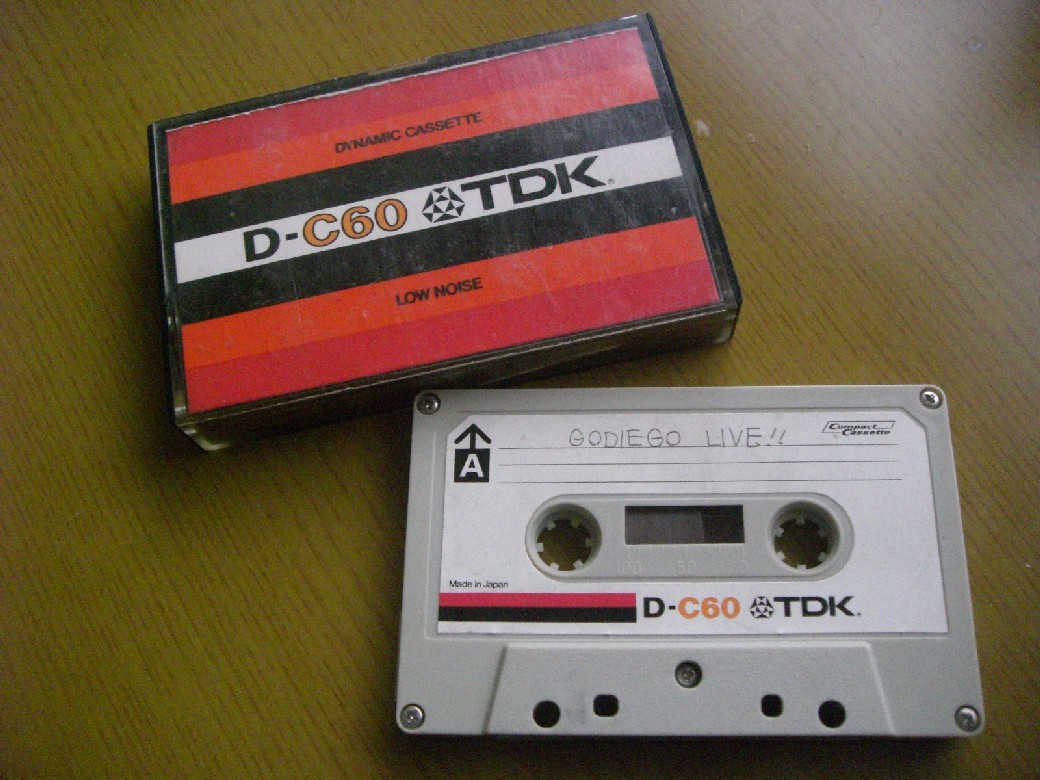 DYNAMIC CASSETTE
D-C60 TDK®
LOW NOISE
GODIEGO LIVE!!
Compact Cassette
A
100 50 0
Made in Japan
D-C60 TDK®